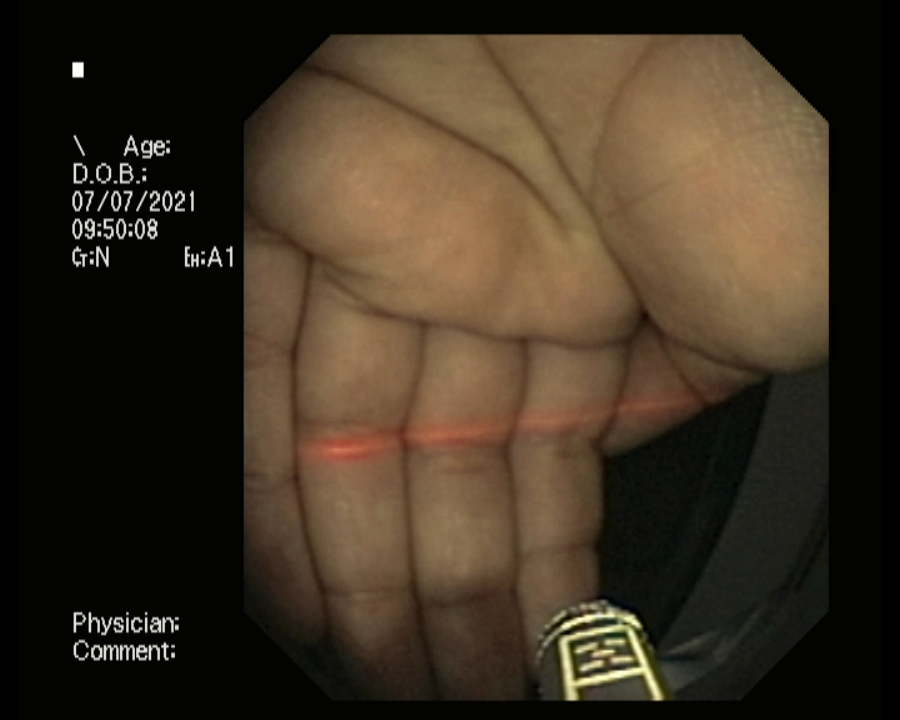 \ Age:
D.O.B.:
07/07/2021
09:50:08
Cr:N EH:A1
Physician:
Comment: